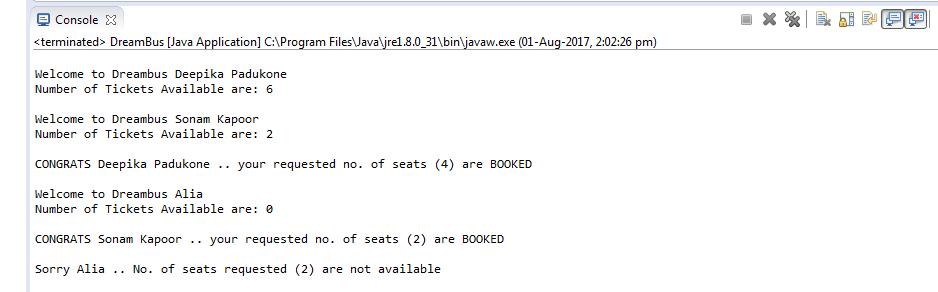 Console
<terminated> DreamBus [Java Application] C:\Program Files\Java\jre1.8.0_31\bin\javaw.exe (01-Aug-2017, 2:02:26 pm)
Welcome to Dreambus Deepika Padukone
Number of Tickets Available are: 6
Welcome to Dreambus Sonam Kapoor
Number of Tickets Available are: 2
CONGRATS Deepika Padukone .. your requested no. of seats (4) are BOOKED
Welcome to Dreambus Alia
Number of Tickets Available are: 0
CONGRATS Sonam Kapoor .. your requested no. of seats (2) are BOOKED
Sorry Alia .. No. of seats requested (2) are not available